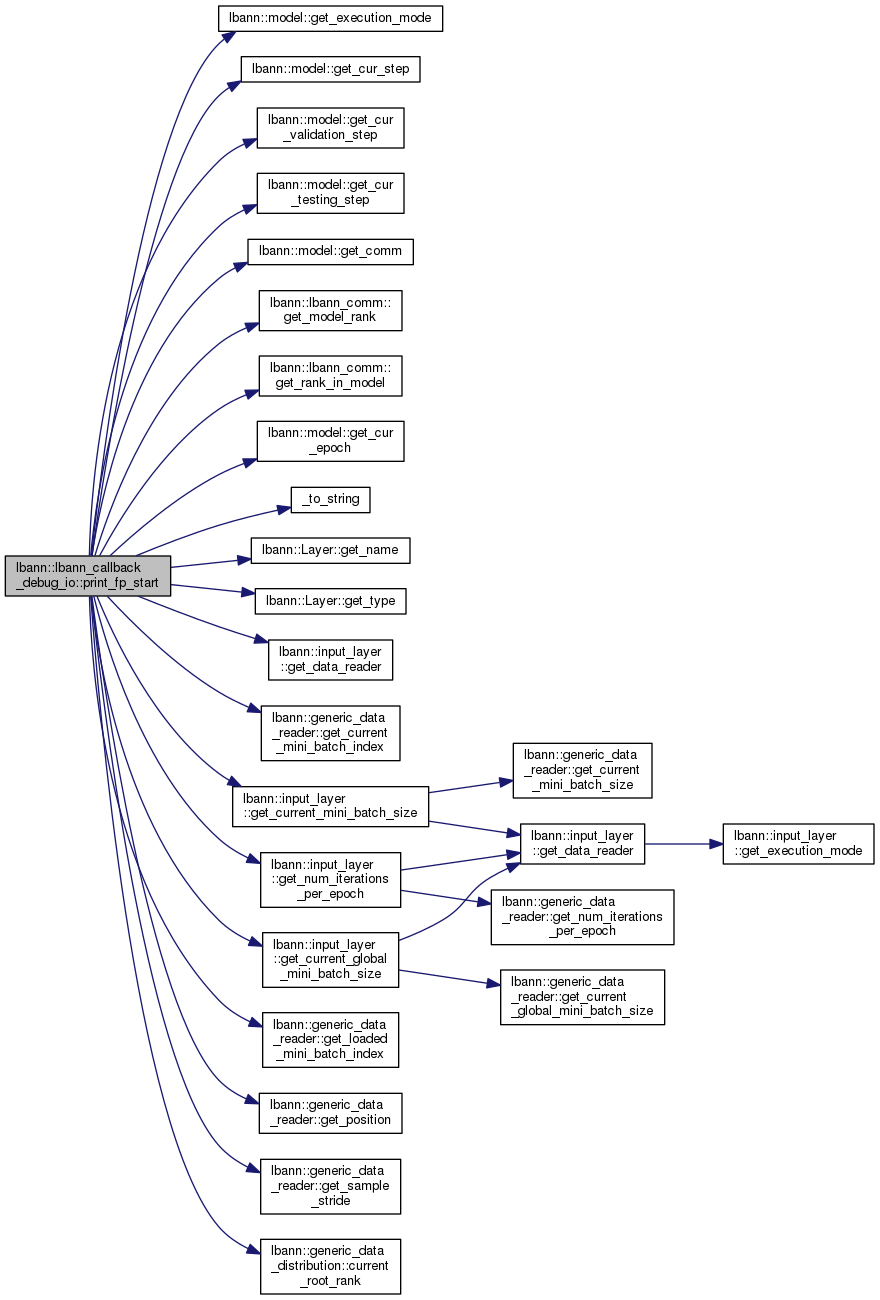 lbann::model::get_execution_mode
lbann::model::get_cur_step
lbann::model::get_cur
_validation_step
lbann::model::get_cur
_testing_step
lbann::model::get_comm
lbann::lbann_comm::
get_model_rank
lbann::lbann_comm::
get_rank_in_model
lbann::model::get_cur
_epoch
_to_string
lbann::Layer::get_name
lbann::lbann_callback
_debug_io::print_fp_start
lbann::Layer::get_type
lbann::input_layer
::get_data_reader
lbann::generic_data
_reader::get_current
_mini_batch_index
lbann::generic_data
_reader::get_current
_mini_batch_size
lbann::input_layer
::get_current_mini_batch_size
lbann::input_layer
::get_data_reader
lbann::input_layer
::get_execution_mode
lbann::input_layer
::get_num_iterations
_per_epoch
lbann::generic_data
_reader::get_num_iterations
_per_epoch
lbann::input_layer
::get_current_global
_mini_batch_size
lbann::generic_data
_reader::get_current
_global_mini_batch_size
lbann::generic_data
_reader::get_loaded
_mini_batch_index
lbann::generic_data
_reader::get_position
lbann::generic_data
_reader::get_sample
_stride
lbann::generic_data
_distribution::current
_root_rank